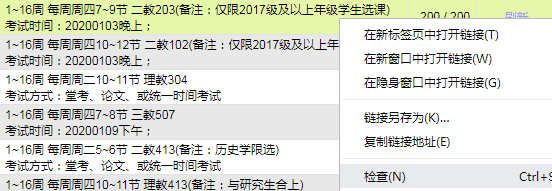 1~16周 每周周四7~9节 二教203(备注：仅限2017级及以上年级学生选课)
考试时间：20200103晚上；
200 / 200
刷新
1~16周 每周周四10~12节 二教102(备注：仅限2017级及以上年
考试时间：20200103晚上；
1~16周 每周周二10~11节 理教304
考试方式：堂考、论文、或统一时间考试
1~16周 每周周四7~8节 三教507
考试时间：20200109下午；
1~16周 每周周二5~6节 二教413(备注：历史学限选)
考试方式：堂考、论文、或统一时间考试
1~16周 每周周四10~11节 理教413(备注：与研究生合上)
在新标签页中打开链接(T)
在新窗口中打开链接(W)
在隐身窗口中打开链接(G)
链接另存为(K)...
复制链接地址(E)
检查(N)
Ctrl+S